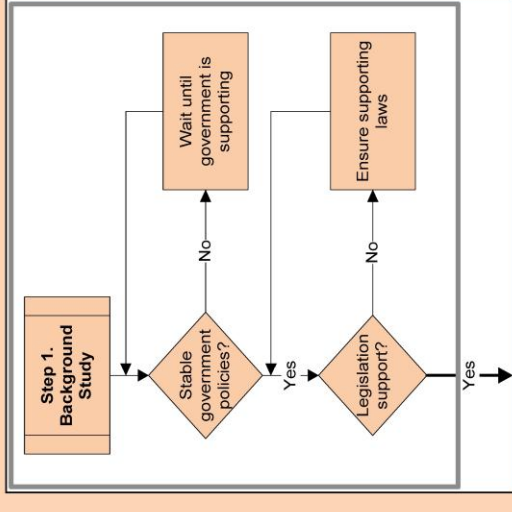 Step 1.
Background
Study
Stable
government
policies?
No
Wait until
government is
supporting
Yes
Legislation
support?
No
Ensure supporting
laws
Yes